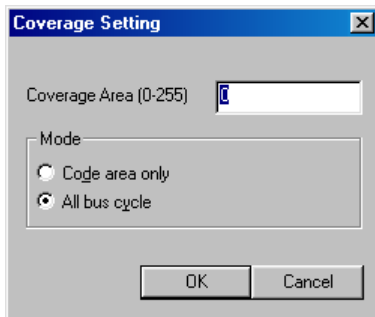 Coverage Setting
Coverage Area (0-255) 0
Mode
Code area only
All bus cycle
OK Cancel